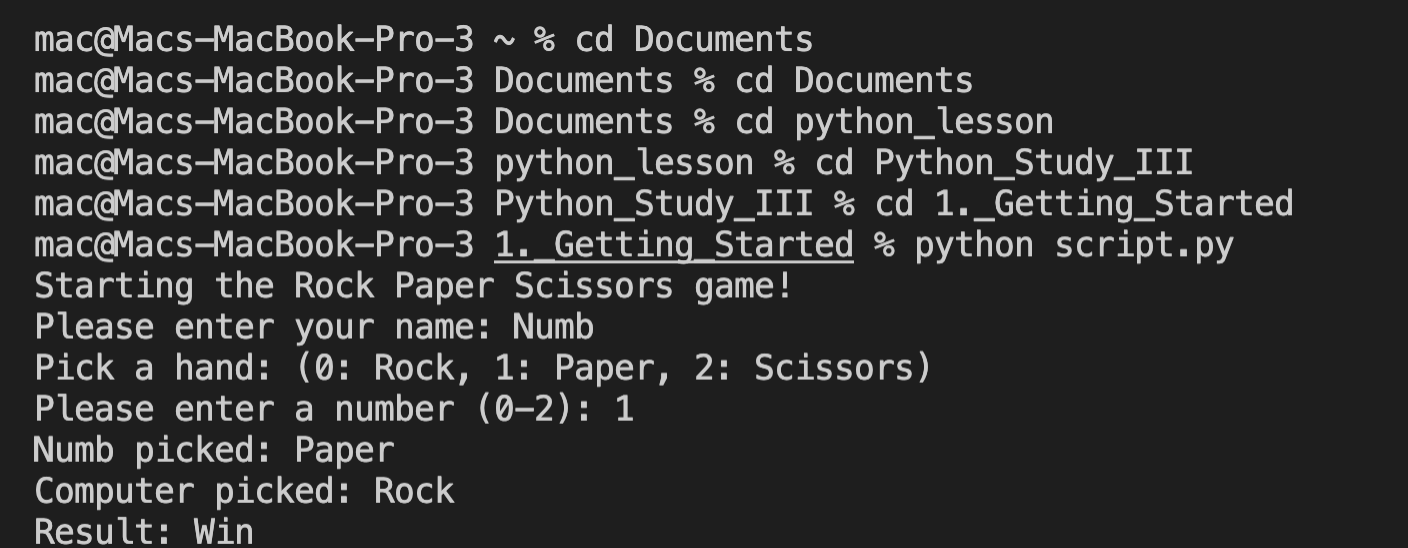 mac@Macs-MacBook-Pro-3 ~ % cd Documents
mac@Macs-MacBook-Pro-3 Documents % cd Documents
mac@Macs-MacBook-Pro-3 Documents % cd python_lesson
mac@Macs-MacBook-Pro-3 python_lesson % cd Python_Study_III
mac@Macs-MacBook-Pro-3 Python_Study_III % cd 1._Getting_Started
mac@Macs-MacBook-Pro-3 1._Getting_Started % python script.py
Starting the Rock Paper Scissors game!
Please enter your name: Numb
Pick a hand: (0: Rock, 1: Paper, 2: Scissors)
Please enter a number (0-2): 1
Numb picked: Paper
Computer picked: Rock
Result: Win